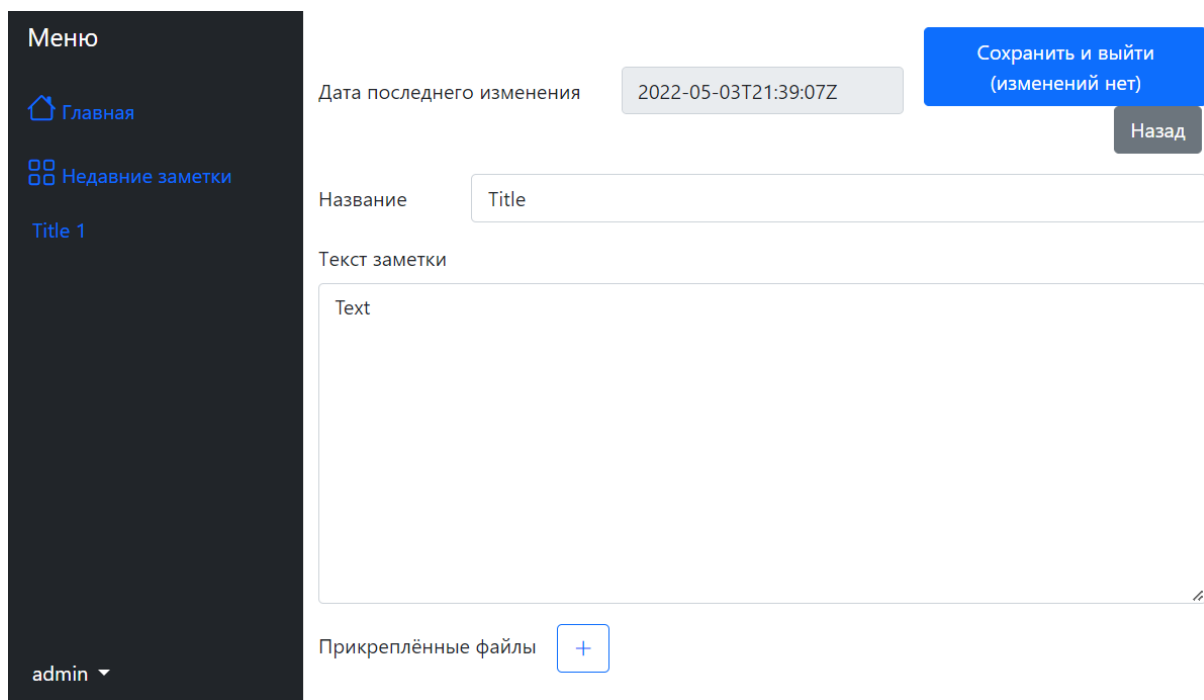 Меню
Главная
Недавние заметки
Title 1
admin
Дата последнего изменения
2022-05-03T21:39:07Z
Сохранить и выйти
(изменений нет)
Назад
Название
Title
Текст заметки
Text
Прикреплённые файлы
+